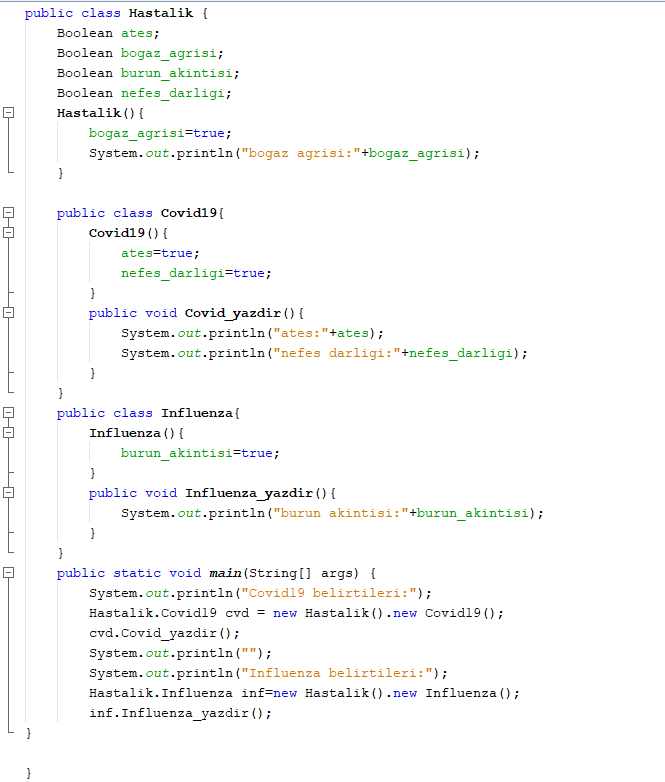 public class Hastalik {
    Boolean ates;
    Boolean bogaz_agrisi;
    Boolean burun_akintisi;
    Boolean nefes_darligi;
    Hastalik(){
        bogaz_agrisi=true;
        System.out.println("bogaz agrisi:"+bogaz_agrisi);
    }
    public class Covid19{
        Covid19(){
            ates=true;
            nefes_darligi=true;
        }
        public void Covid_yazdir(){
            System.out.println("ates:"+ates);
            System.out.println("nefes darligi:"+nefes_darligi);
        }
    }
    public class Influenza{
        Influenza(){
            burun_akintisi=true;
        }
        public void Influenza_yazdir(){
            System.out.println("burun akintisi:"+burun_akintisi);
        }
    }
    public static void main(String[] args) {
        System.out.println("Covid19 belirtileri:");
        Hastalik.Covid19 cvd = new Hastalik().new Covid19();
        cvd.Covid_yazdir();
        System.out.println("");
        System.out.println("Influenza belirtileri:");
        Hastalik.Influenza inf=new Hastalik().new Influenza();
        inf.Influenza_yazdir();
}
}